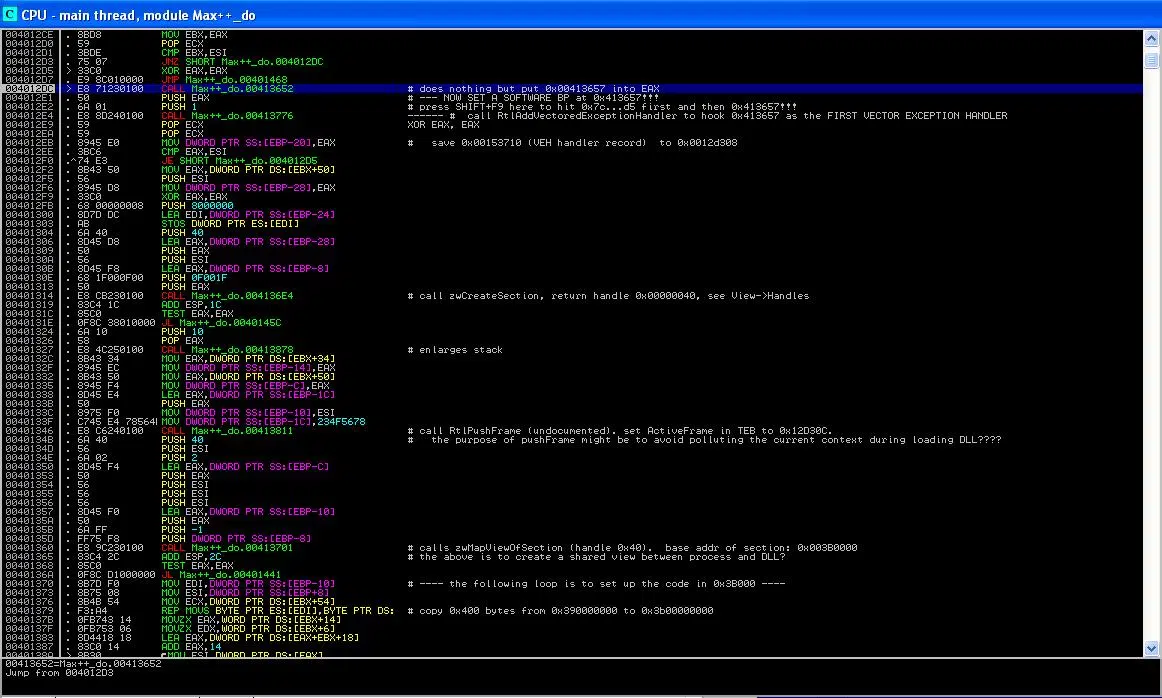 CPU - main thread, module Max++_do
004012CE . 8BD8 MOV EBX,EAX
004012D0 . 59 POP ECX
004012D1 . 3BDE CMP EBX,ESI
004012D3 . 75 07 JNZ SHORT Max++_do.004012DC
004012D5 > 33C0 XOR EAX,EAX
004012D7 . E9 8C010000 JMP Max++_do.00401468
004012DC > E8 71230100 CALL Max++_do.00413652 # does nothing but put 0x00413657 into EAX
004012E1 . 50 PUSH EAX # --- NOW SET A SOFTWARE BP at 0x413657!!!
004012E2 . 6A 01 PUSH 1 # press SHIFT+F9 here to hit 0x7c...d5 first and then 0x413657!!!
004012E4 . E8 8D240100 CALL Max++_do.00413776 ------ # call RtlAddVectoredExceptionHandler to hook 0x413657 as the FIRST VECTOR EXCEPTION HANDLER
004012E9 . 59 POP ECX XOR EAX, EAX
004012EA . 59 POP ECX
004012EB . 8945 E0 MOV DWORD PTR SS:[EBP-20],EAX # save 0x00153710 (VEH handler record) to 0x0012d308
004012EE . 3BC6 CMP EAX,ESI
004012F0 .^74 E3 JE SHORT Max++_do.004012D5
004012F2 . 8B43 50 MOV EAX,DWORD PTR DS:[EBX+50]
004012F5 . 56 PUSH ESI
004012F6 . 8945 D8 MOV DWORD PTR SS:[EBP-28],EAX
004012F9 . 33C0 XOR EAX,EAX
004012FB . 68 00000008 PUSH 8000000
00401300 . 8D7D DC LEA EDI,DWORD PTR SS:[EBP-24]
00401303 . AB STOS DWORD PTR ES:[EDI]
00401304 . 6A 40 PUSH 40
00401306 . 8D45 D8 LEA EAX,DWORD PTR SS:[EBP-28]
00401309 . 50 PUSH EAX
0040130A . 56 PUSH ESI
0040130B . 8D45 F8 LEA EAX,DWORD PTR SS:[EBP-8]
0040130E . 68 1F000F00 PUSH 0F001F
00401313 . 50 PUSH EAX
00401314 . E8 CB230100 CALL Max++_do.004136E4 # call zwCreateSection, return handle 0x00000040, see View->Handles
00401319 . 83C4 1C ADD ESP,1C
0040131C . 85C0 TEST EAX,EAX
0040131E . 0F8C 38010000 JL Max++_do.0040145C
00401324 . 6A 10 PUSH 10
00401326 . 58 POP EAX
00401327 . E8 4C250100 CALL Max++_do.00413878 # enlarges stack
0040132C . 8B43 34 MOV EAX,DWORD PTR DS:[EBX+34]
0040132F . 8945 EC MOV DWORD PTR SS:[EBP-14],EAX
00401332 . 8B43 50 MOV EAX,DWORD PTR DS:[EBX+50]
00401335 . 8945 F4 MOV DWORD PTR SS:[EBP-C],EAX
00401338 . 8D45 E4 LEA EAX,DWORD PTR SS:[EBP-1C]
0040133B . 50 PUSH EAX
0040133C . 8975 F0 MOV DWORD PTR SS:[EBP-10],ESI
0040133F . C745 E4 78564 MOV DWORD PTR SS:[EBP-1C],234F5678
00401346 . E8 C6240100 CALL Max++_do.00413811 # call RtlPushFrame (undocumented). set ActiveFrame in TEB to 0x12D30C.
0040134B . 6A 40 PUSH 40 # the purpose of pushFrame might be to avoid polluting the current context during loading DLL????
0040134D . 56 PUSH ESI
0040134E . 6A 02 PUSH 2
00401350 . 8D45 F4 LEA EAX,DWORD PTR SS:[EBP-C]
00401353 . 50 PUSH EAX
00401354 . 56 PUSH ESI
00401355 . 56 PUSH ESI
00401356 . 56 PUSH ESI
00401357 . 8D45 F0 LEA EAX,DWORD PTR SS:[EBP-10]
0040135A . 50 PUSH EAX
0040135B . 6A FF PUSH -1
0040135D . FF75 F8 PUSH DWORD PTR SS:[EBP-8]
00401360 . E8 9C230100 CALL Max++_do.00413701 # calls zwMapViewOfSection (handle 0x40). base addr of section: 0x003B0000
00401365 . 83C4 2C ADD ESP,2C # the above is to create a shared view between process and DLL?
00401368 . 85C0 TEST EAX,EAX
0040136A . 0F8C D1000000 JL Max++_do.00401441
00401370 . 8B7D F0 MOV EDI,DWORD PTR SS:[EBP-10] # ---- the following loop is to set up the code in 0x3B000 ----
00401373 . 8B75 08 MOV ESI,DWORD PTR SS:[EBP+8]
00401376 . 8B4B 54 MOV ECX,DWORD PTR DS:[EBX+54]
00401379 . F3:A4 REP MOVS BYTE PTR ES:[EDI],BYTE PTR DS: # copy 0x400 bytes from 0x390000000 to 0x3b00000000
0040137B . 0FB743 14 MOVZX EAX,WORD PTR DS:[EBX+14]
0040137F . 0FB753 06 MOVZX EDX,WORD PTR DS:[EBX+6]
00401383 . 8D4418 18 LEA EAX,DWORD PTR DS:[EAX+EBX+18]
00401387 . 83C0 14 ADD EAX,14
0040138A > 8B30 MOV ESI,DWORD PTR DS:[EAX]
00413652=Max++_do.00413652
Jump from 004012D3